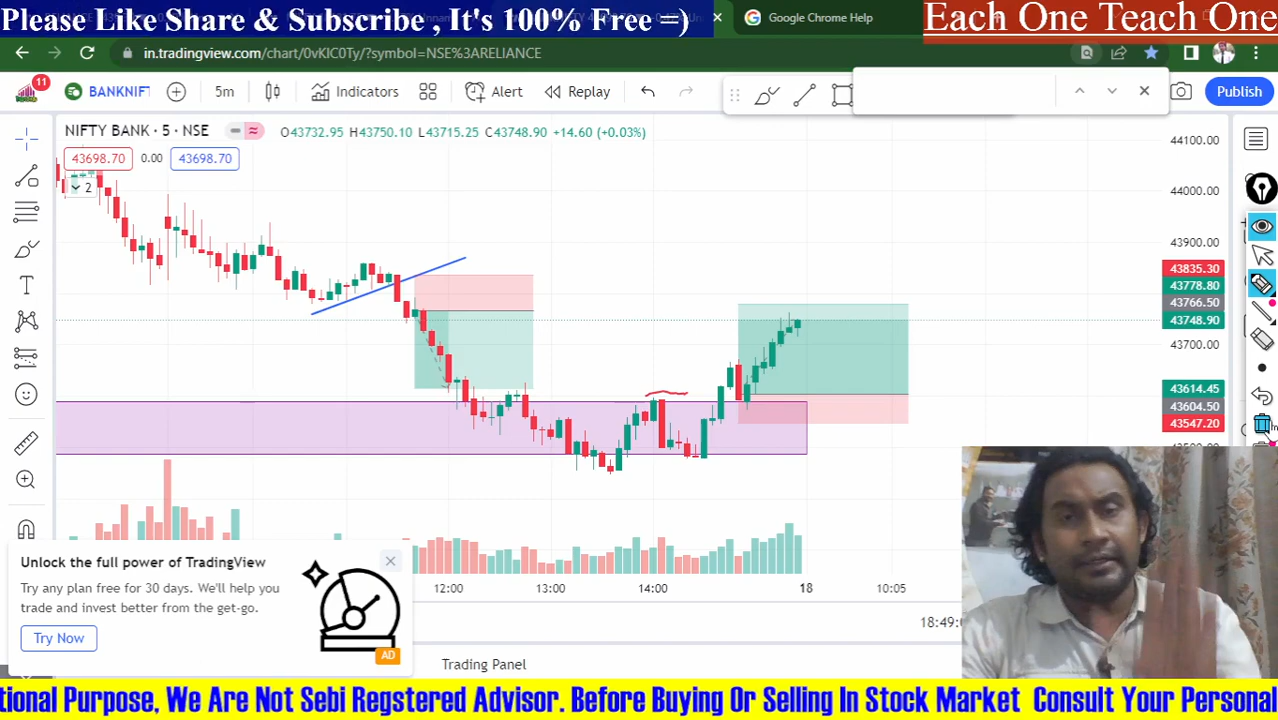 Please Like Share & Subscribe , It's 100% Free =)
Each One Teach One
Google Chrome Help
in.tradingview.com/chart/0vKlC0Ty/?symbol=NSE%3ARELIANCE
11
BANKNIFT
5m
Indicators
Alert
Replay
Publish
NIFTY BANK · 5 · NSE
O43732.95 H43750.10 L43715.25 C43748.90 +14.60 (+0.03%)
43698.70
0.00
43698.70
2
44100.00
44000.00
43900.00
43835.30
43778.80
43766.50
43748.90
43700.00
43614.45
43604.50
43547.20
Unlock the full power of TradingView
Try any plan free for 30 days. We'll help you
trade and invest better from the get-go.
Try Now
AD
12:00
13:00
14:00
18
10:05
Trading Panel
tional Purpose, We Are Not Sebi Regstered Advisor. Before Buying Or Selling In Stock Market Consult Your Personal